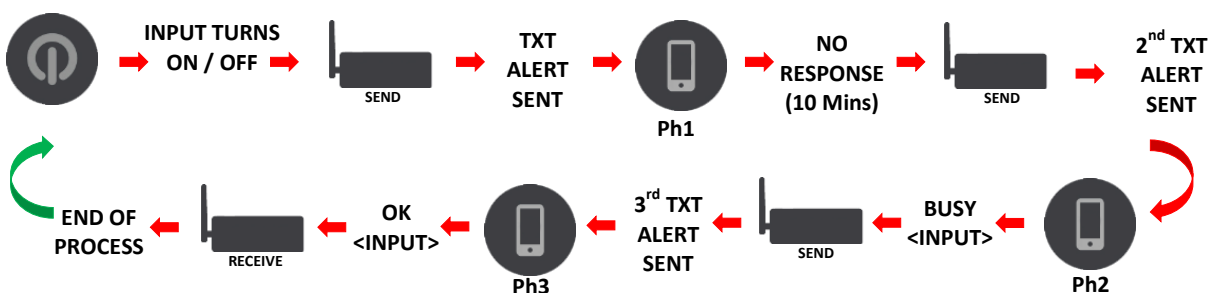 INPUT TURNS
ON / OFF
SEND
TXT
ALERT
SENT
Ph1
NO
RESPONSE
(10 Mins)
SEND
2nd TXT
ALERT
SENT
Ph2
BUSY
<INPUT>
SEND
3rd TXT
ALERT
SENT
Ph3
OK
<INPUT>
RECEIVE
END OF
PROCESS